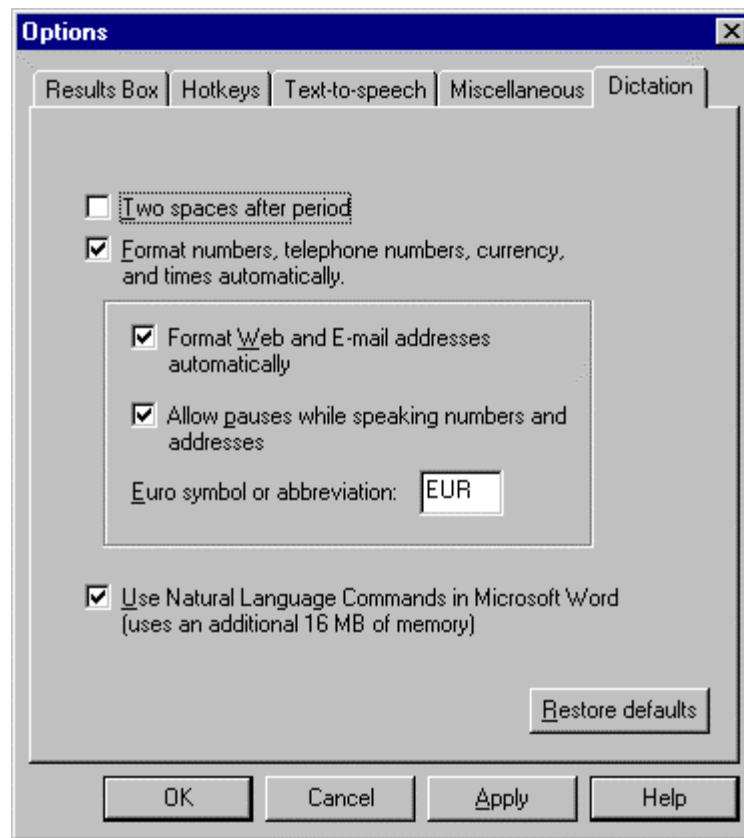 Options
Results Box Hotkeys Text-to-speech Miscellaneous Dictation
Two spaces after period
Format numbers, telephone numbers, currency,
and times automatically.
Format Web and E-mail addresses
automatically
Allow pauses while speaking numbers and
addresses
Euro symbol or abbreviation: EUR
Use Natural Language Commands in Microsoft Word
(uses an additional 16 MB of memory)
Restore defaults
OK Cancel Apply Help